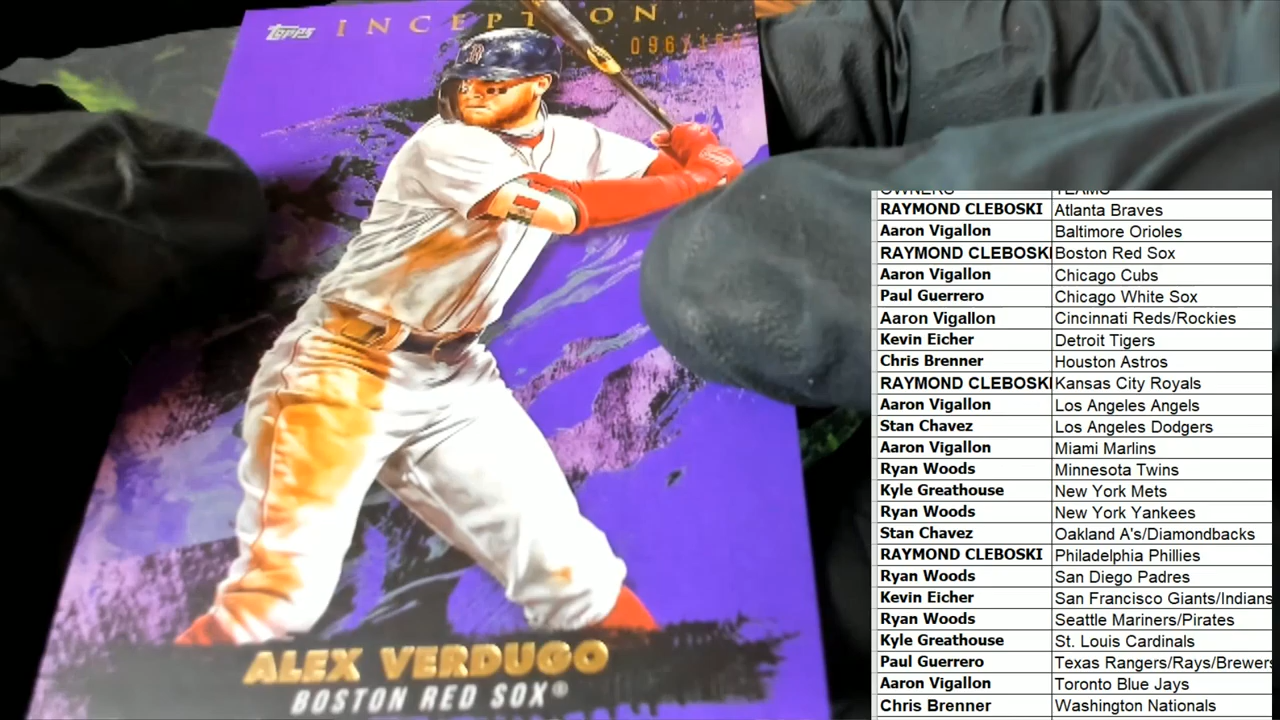 Topps INCEPTION
ALEX VERDUGO
BOSTON RED SOX®
OWNERS TEAMS
RAYMOND CLEBOSKI Atlanta Braves
Aaron Vigallon Baltimore Orioles
RAYMOND CLEBOSKI Boston Red Sox
Aaron Vigallon Chicago Cubs
Paul Guerrero Chicago White Sox
Aaron Vigallon Cincinnati Reds/Rockies
Kevin Eicher Detroit Tigers
Chris Brenner Houston Astros
RAYMOND CLEBOSKI Kansas City Royals
Aaron Vigallon Los Angeles Angels
Stan Chavez Los Angeles Dodgers
Aaron Vigallon Miami Marlins
Ryan Woods Minnesota Twins
Kyle Greathouse New York Mets
Ryan Woods New York Yankees
Stan Chavez Oakland A's/Diamondbacks
RAYMOND CLEBOSKI Philadelphia Phillies
Ryan Woods San Diego Padres
Kevin Eicher San Francisco Giants/Indians
Ryan Woods Seattle Mariners/Pirates
Kyle Greathouse St. Louis Cardinals
Paul Guerrero Texas Rangers/Rays/Brewers
Aaron Vigallon Toronto Blue Jays
Chris Brenner Washington Nationals